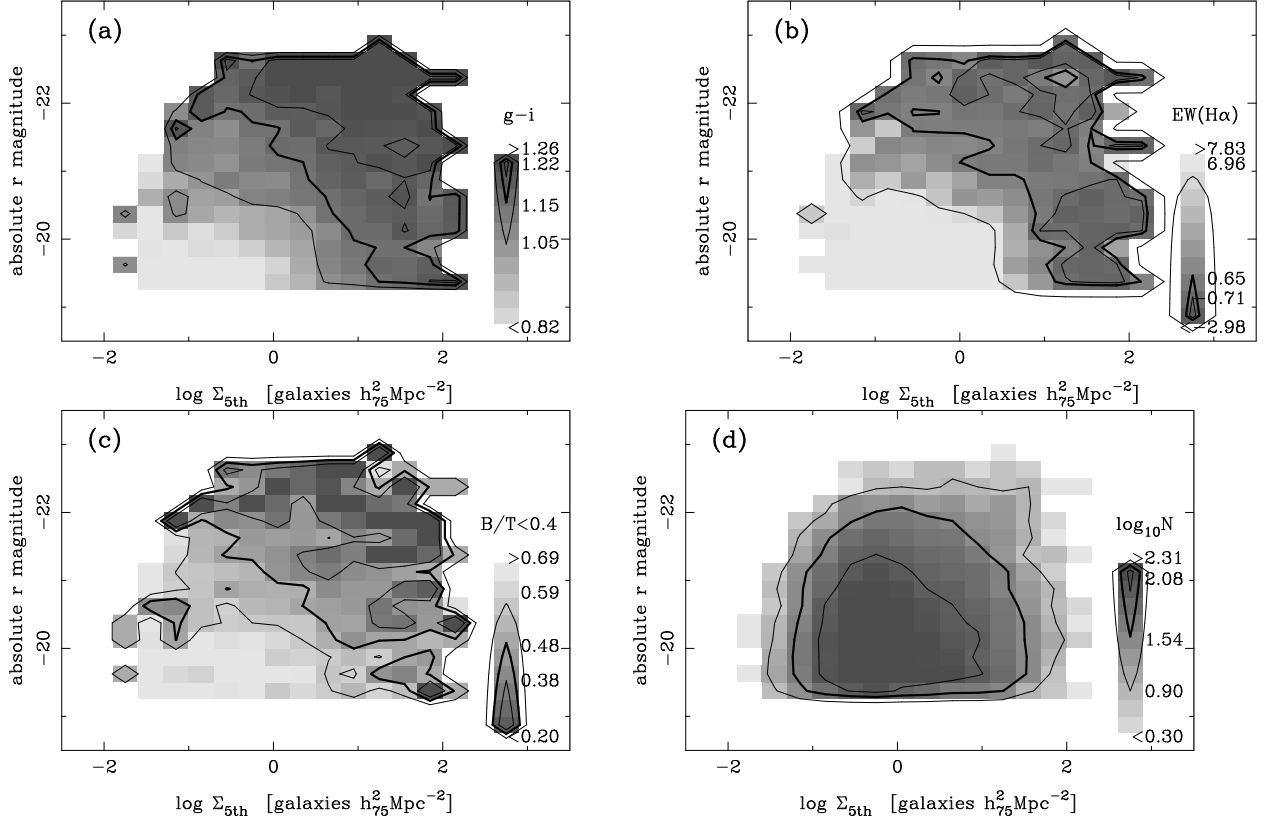 (a)
absolute r magnitude
−22
−20
−2 0 2
log Σ5th [galaxies h²75Mpc⁻²]
g−i
>1.26
1.22
1.15
1.05
<0.82
(b)
absolute r magnitude
−22
−20
−2 0 2
log Σ5th [galaxies h²75Mpc⁻²]
EW(Hα)
>7.83
6.96
0.65
−0.71
<−2.98
(c)
absolute r magnitude
−22
−20
−2 0 2
log Σ5th [galaxies h²75Mpc⁻²]
B/T<0.4
>0.69
0.59
0.48
0.38
<0.20
(d)
absolute r magnitude
−22
−20
−2 0 2
log Σ5th [galaxies h²75Mpc⁻²]
log10N
>2.31
2.08
1.54
0.90
<0.30